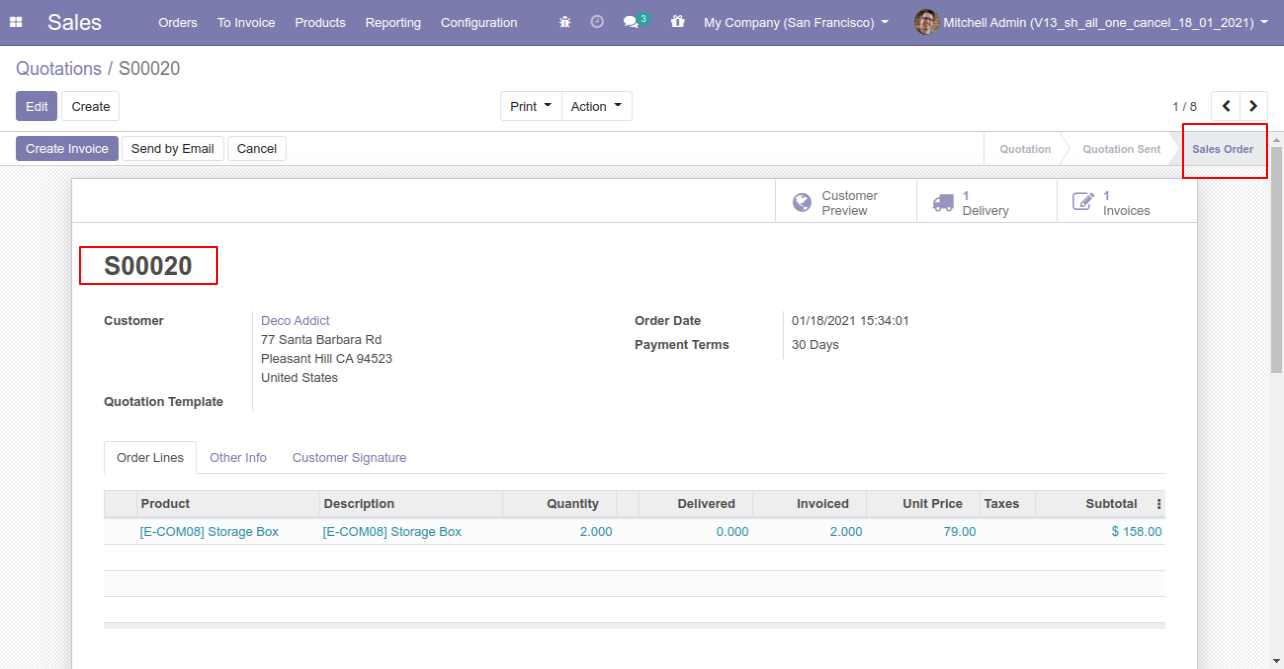 Sales Orders To Invoice Products Reporting Configuration 3 My Company (San Francisco) Mitchell Admin (V13_sh_all_one_cancel_18_01_2021)
Quotations / S00020
Edit Create Print Action 1 / 8
Create Invoice Send by Email Cancel Quotation Quotation Sent Sales Order
Customer Preview 1 Delivery 1 Invoices
S00020
Customer Deco Addict Order Date 01/18/2021 15:34:01
77 Santa Barbara Rd Payment Terms 30 Days
Pleasant Hill CA 94523
United States
Quotation Template
Order Lines Other Info Customer Signature
Product Description Quantity Delivered Invoiced Unit Price Taxes Subtotal
[E-COM08] Storage Box [E-COM08] Storage Box 2.000 0.000 2.000 79.00 $ 158.00